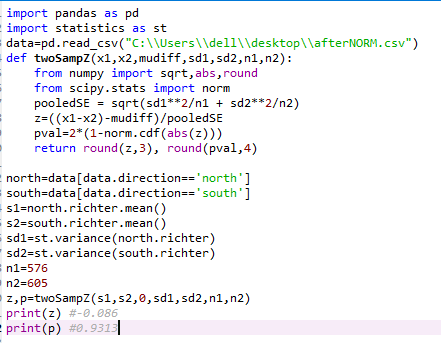 import pandas as pd
import statistics as st
data=pd.read_csv("C:\\Users\\dell\\desktop\\afterNORM.csv")
def twoSampZ(x1,x2,mudiff,sd1,sd2,n1,n2):
    from numpy import sqrt,abs,round
    from scipy.stats import norm
    pooledSE = sqrt(sd1**2/n1 + sd2**2/n2)
    z=((x1-x2)-mudiff)/pooledSE
    pval=2*(1-norm.cdf(abs(z)))
    return round(z,3), round(pval,4)
north=data[data.direction=='north']
south=data[data.direction=='south']
s1=north.richter.mean()
s2=south.richter.mean()
sd1=st.variance(north.richter)
sd2=st.variance(south.richter)
n1=576
n2=605
z,p=twoSampZ(s1,s2,0,sd1,sd2,n1,n2)
print(z) #-0.086
print(p) #0.9313